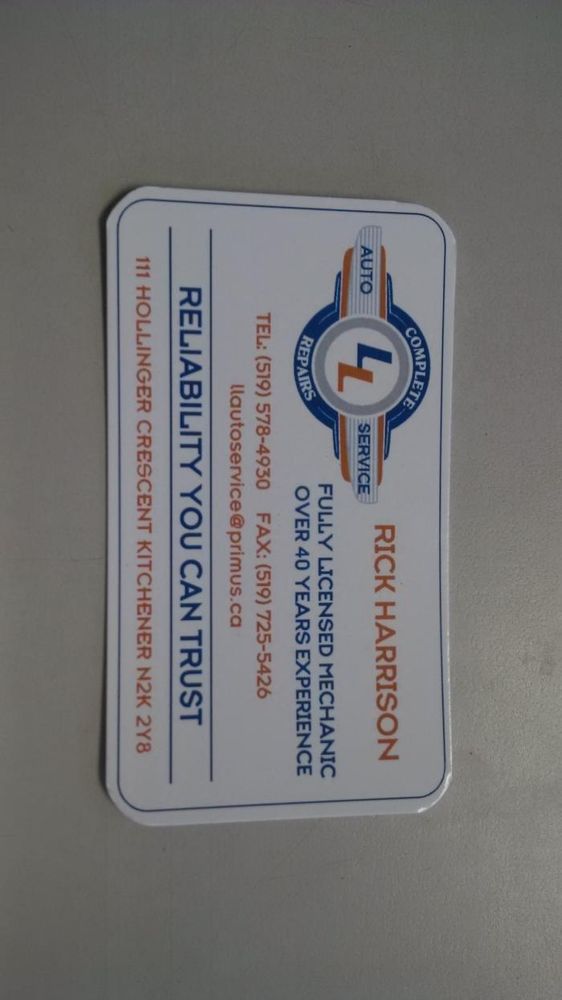 COMPLETE
AUTO LL SERVICE
REPAIRS
RICK HARRISON
FULLY LICENSED MECHANIC
OVER 40 YEARS EXPERIENCE
TEL: (519) 578-4930 FAX: (519) 725-5426
llautoservice@primus.ca
RELIABILITY YOU CAN TRUST
111 HOLLINGER CRESCENT KITCHENER N2K 2Y8